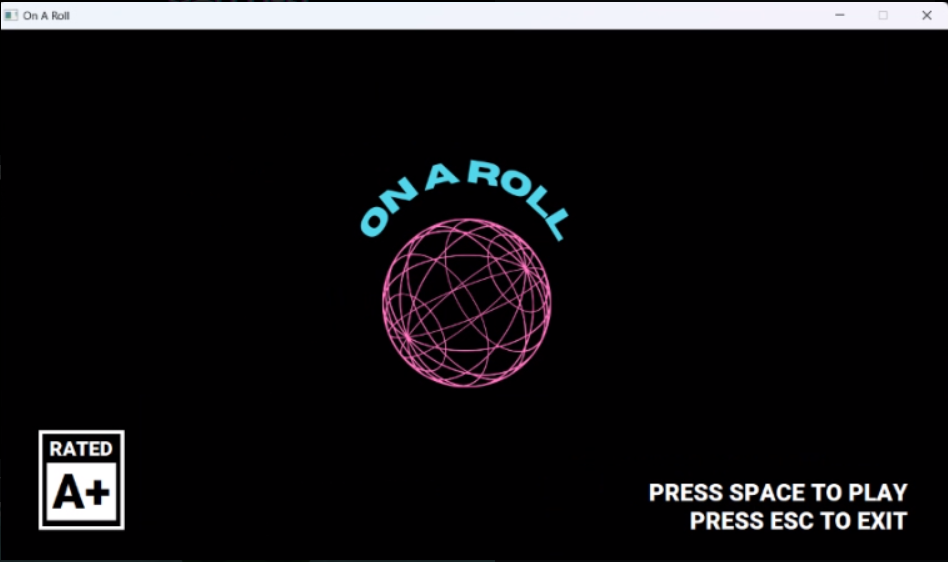 On A Roll
ON A ROLL
RATED
A+
PRESS SPACE TO PLAY
PRESS ESC TO EXIT